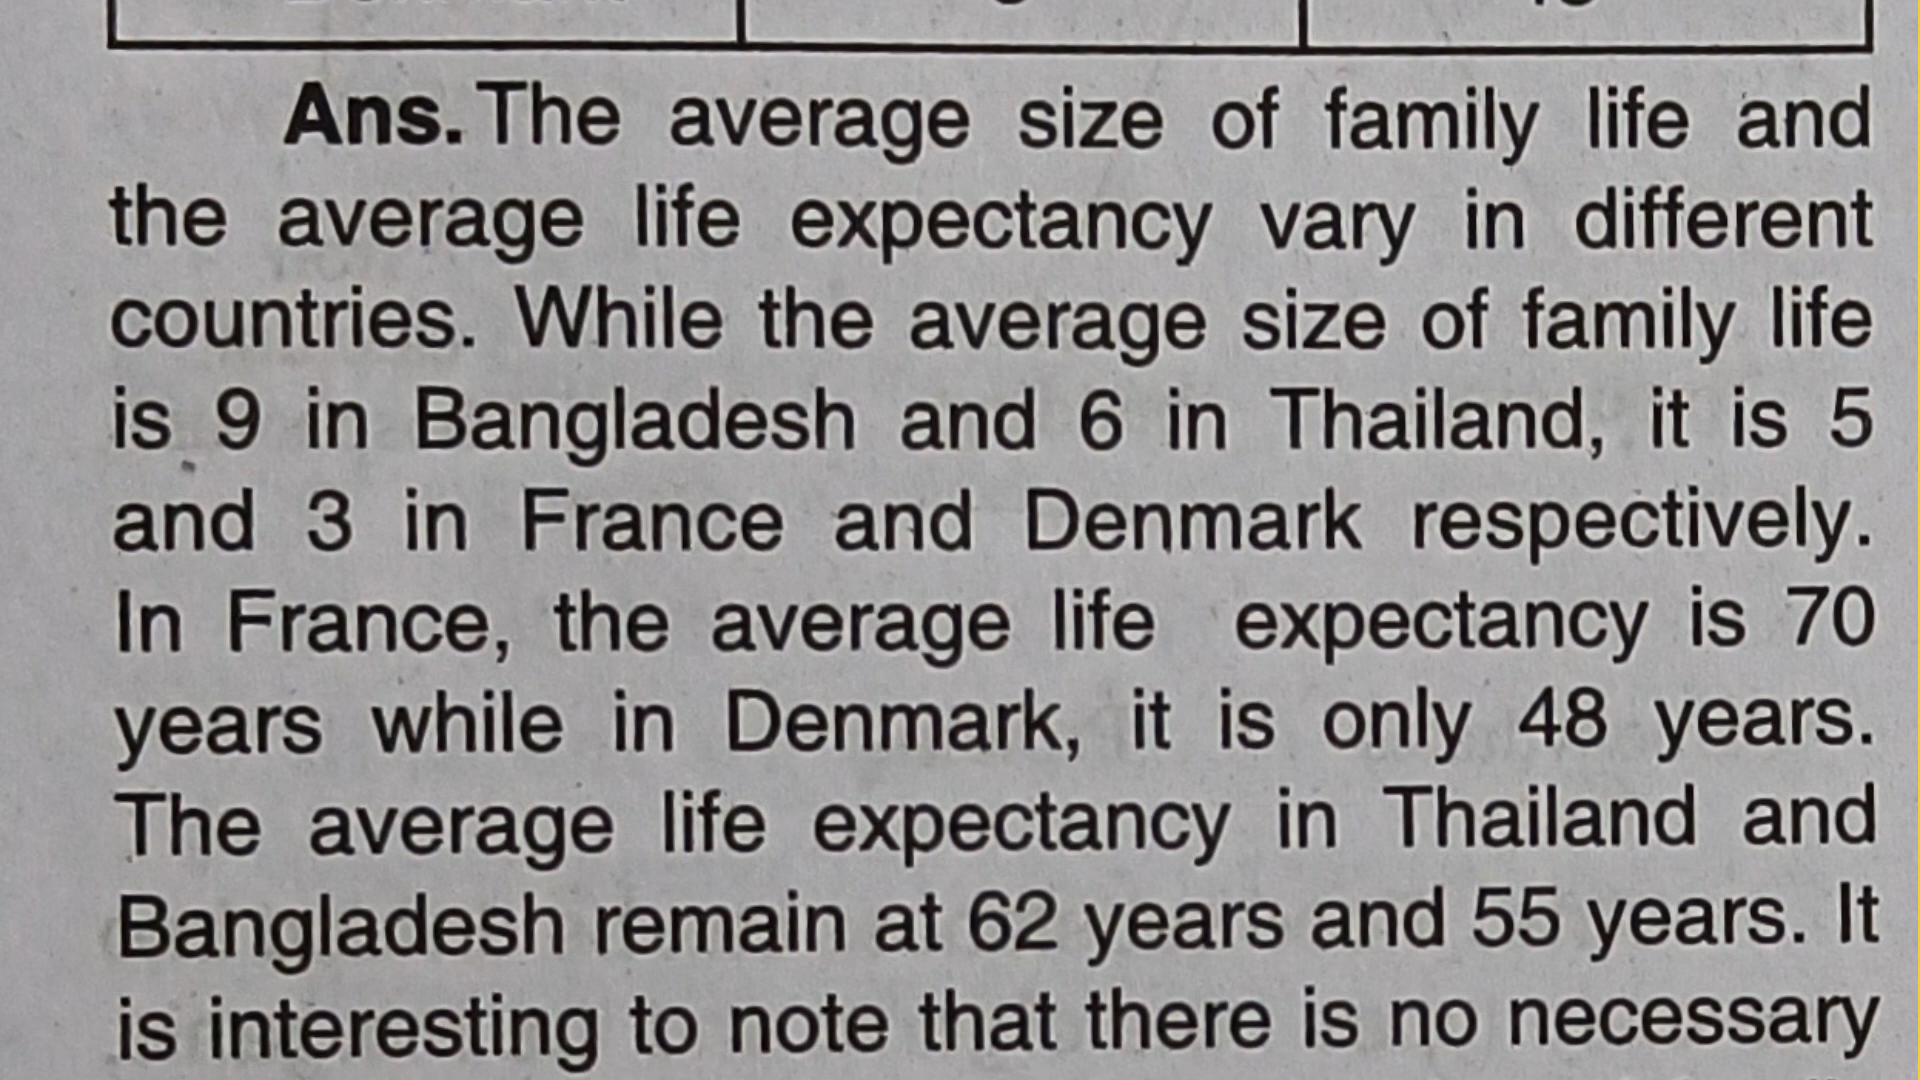 Ans. The average size of family life and
the average life expectancy vary in different
countries. While the average size of family life
is 9 in Bangladesh and 6 in Thailand, it is 5
and 3 in France and Denmark respectively.
In France, the average life expectancy is 70
years while in Denmark, it is only 48 years.
The average life expectancy in Thailand and
Bangladesh remain at 62 years and 55 years. It
is interesting to note that there is no necessary